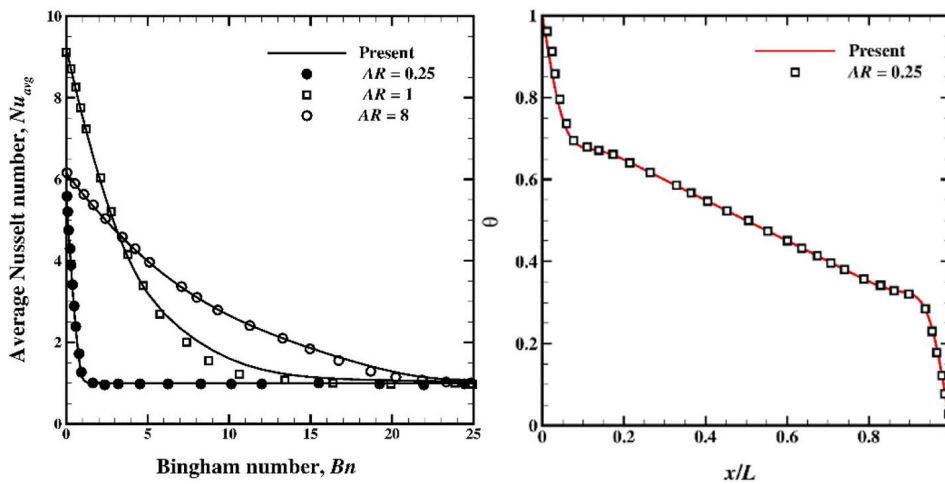 10
8
6
4
2
0
0
5
10
15
20
25
Average Nusselt number, Nu_avg
Bingham number, Bn
Present
AR = 0.25
AR = 1
AR = 8
1
0.8
0.6
0.4
0.2
0
0
0.2
0.4
0.6
0.8
θ
x/L
Present
AR = 0.25